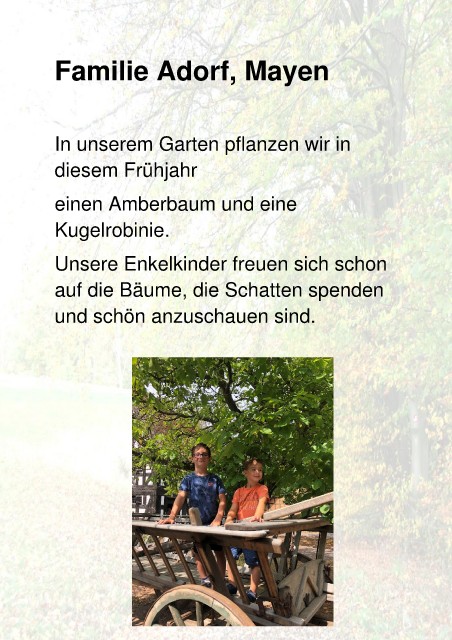 Familie Adorf, Mayen
In unserem Garten pflanzen wir in
diesem Frühjahr
einen Amberbaum und eine
Kugelrobinie.
Unsere Enkelkinder freuen sich schon
auf die Bäume, die Schatten spenden
und schön anzuschauen sind.